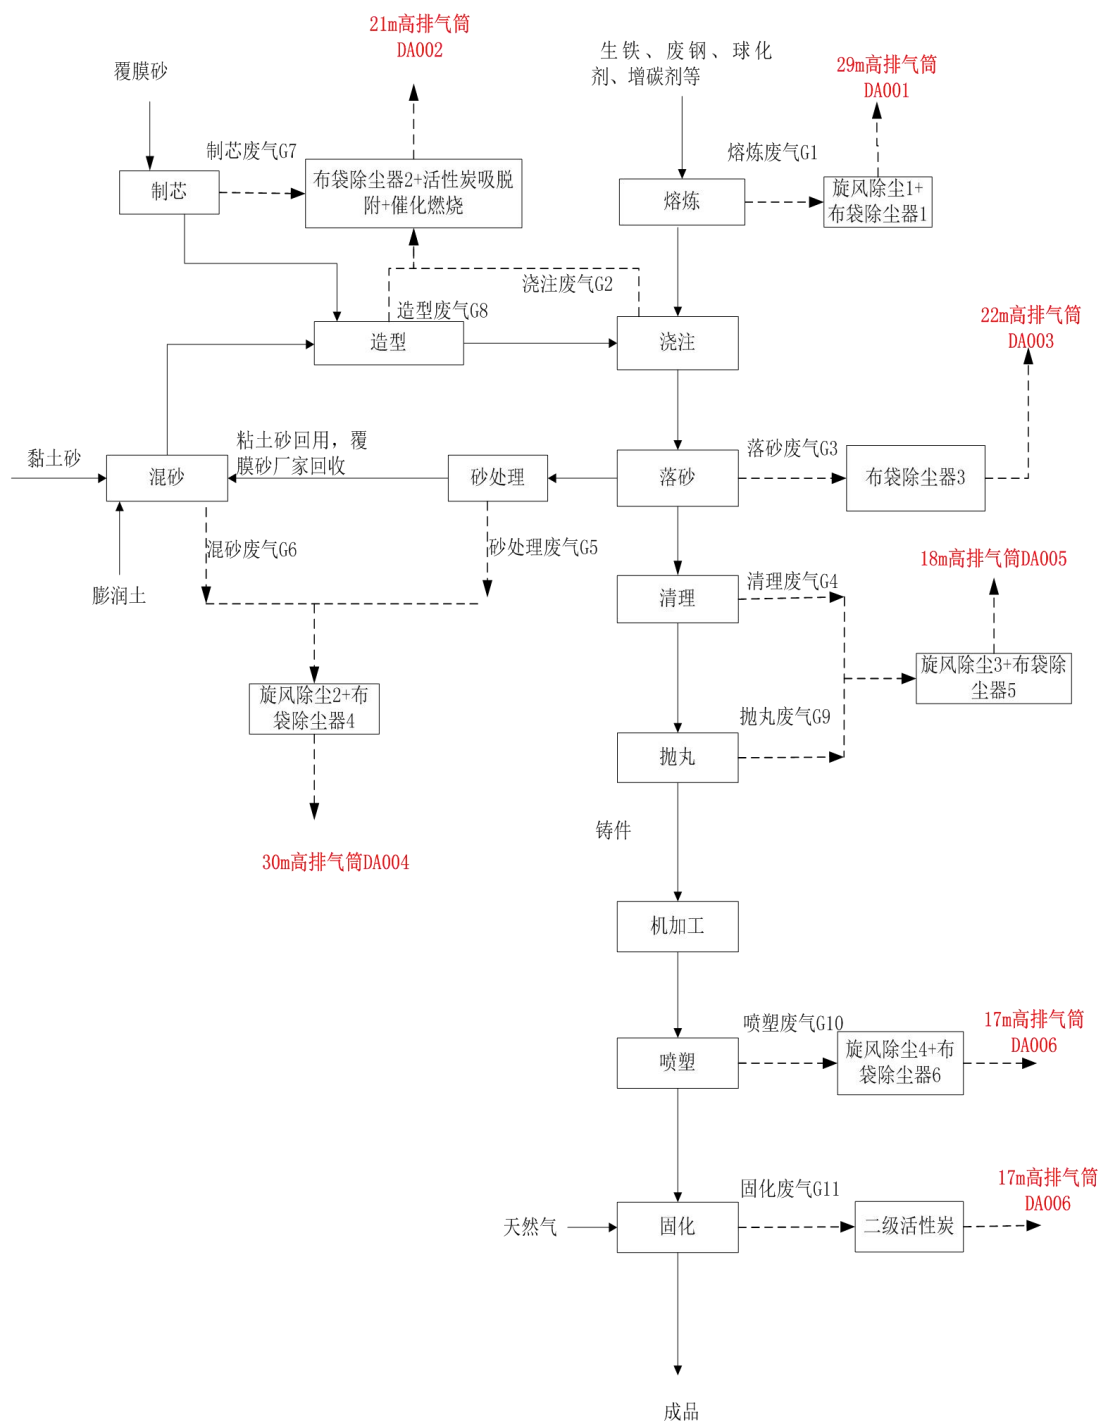 21m高排气筒
DA002
生铁、废钢、球化
剂、增碳剂等
29m高排气筒
DA001
覆膜砂
制芯废气G7
熔炼废气G1
制芯
布袋除尘器2+活性炭吸脱
附+催化燃烧
熔炼
旋风除尘1+
布袋除尘器1
浇注废气G2
造型废气G8
22m高排气筒
DA003
造型
浇注
粘土砂回用，覆
膜砂厂家回收
黏土砂
混砂
砂处理
落砂
落砂废气G3
布袋除尘器3
混砂废气G6
砂处理废气G5
18m高排气筒DA005
膨润土
清理
清理废气G4
旋风除尘3+布袋除
尘器5
旋风除尘2+布
袋除尘器4
抛丸废气G9
抛丸
铸件
30m高排气筒DA004
机加工
喷塑废气G10
17m高排气筒
DA006
喷塑
旋风除尘4+布
袋除尘器6
固化废气G11
17m高排气筒
DA006
天然气
固化
二级活性炭
成品